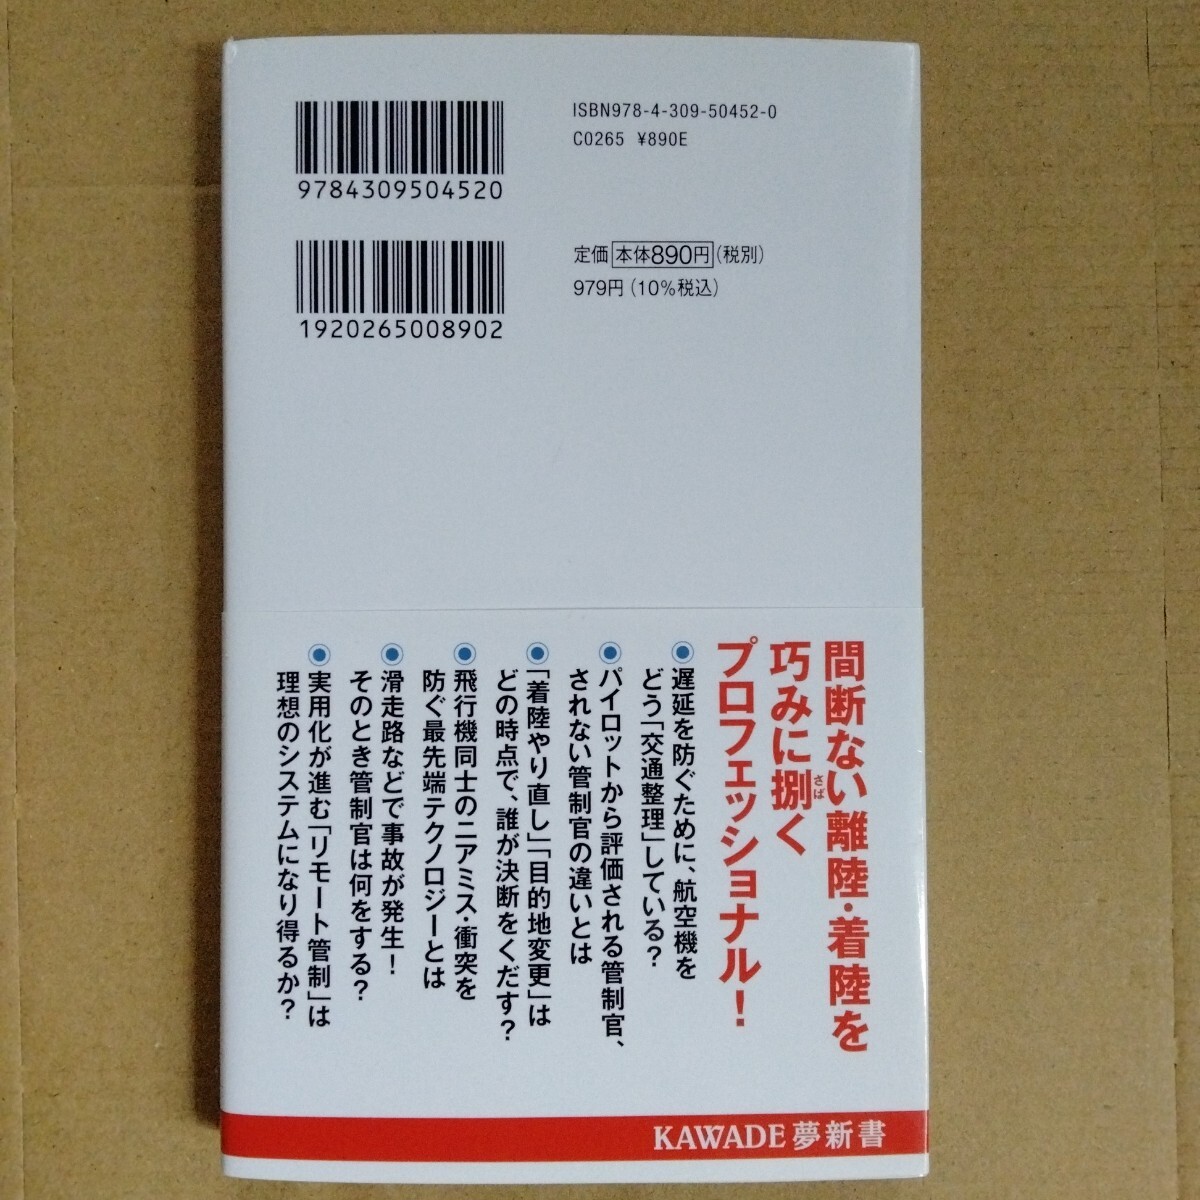 ISBN978-4-309-50452-0
C0265 ¥890E
9784309504520
定価 本体890円(税別)
979円(10%税込)
1920265008902
間断ない離陸・着陸を
巧みに捌く
さば
プロフェッショナル!
遅延を防ぐために、航空機を
どう「交通整理」している?
パイロットから評価される管制官、
されない管制官の違いとは
「着陸やり直し」「目的地変更」は
どの時点で、誰が決断をくだす?
飛行機同士のニアミス・衝突を
防ぐ最先端テクノロジーとは
滑走路などで事故が発生!
そのとき管制官は何をする?
実用化が進む「リモート管制」は
理想のシステムになり得るか?
KAWADE夢新書